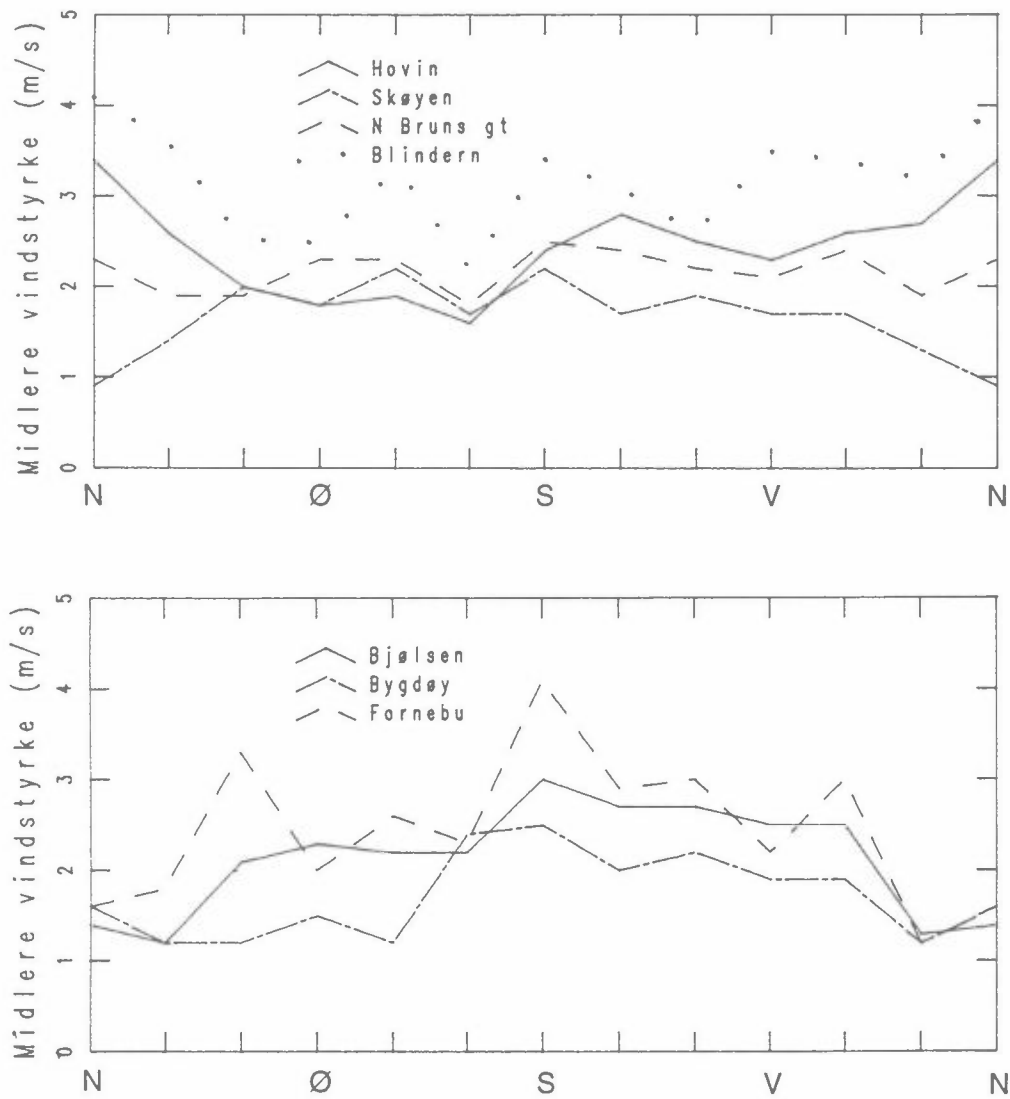 Midlere vindstyrke (m/s)
5
4
3
2
1
0
Hovin
Skøyen
N Bruns gt
Blindern
N Ø S V N
Midlere vindstyrke (m/s)
5
4
3
2
1
0
Bjølsen
Bygdøy
Fornebu
N Ø S V N